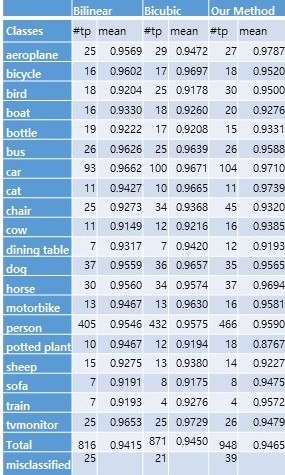 Bilinear Bicubic Our Method
Classes #tp mean #tp mean #tp mean
aeroplane 25 0.9569 29 0.9472 27 0.9787
bicycle 16 0.9602 17 0.9697 18 0.9520
bird 18 0.9204 25 0.9178 30 0.9500
boat 16 0.9330 18 0.9260 20 0.9276
bottle 19 0.9222 17 0.9208 15 0.9331
bus 26 0.9626 25 0.9639 26 0.9588
car 93 0.9662 100 0.9671 104 0.9710
cat 11 0.9427 10 0.9665 11 0.9739
chair 25 0.9273 34 0.9368 45 0.9320
cow 11 0.9149 12 0.9216 16 0.9385
dining table 7 0.9317 7 0.9420 12 0.9193
dog 37 0.9559 36 0.9657 35 0.9565
horse 30 0.9560 34 0.9574 37 0.9694
motorbike 13 0.9467 13 0.9630 16 0.9581
person 405 0.9546 432 0.9575 466 0.9590
potted plant 10 0.9467 12 0.9194 18 0.8767
sheep 15 0.9275 13 0.9380 14 0.9227
sofa 7 0.9191 8 0.9175 8 0.9475
train 7 0.9193 4 0.9276 4 0.9572
tvmonitor 25 0.9653 25 0.9729 26 0.9479
Total 816 0.9415 871 0.9450 948 0.9465
misclassified 25 21 39